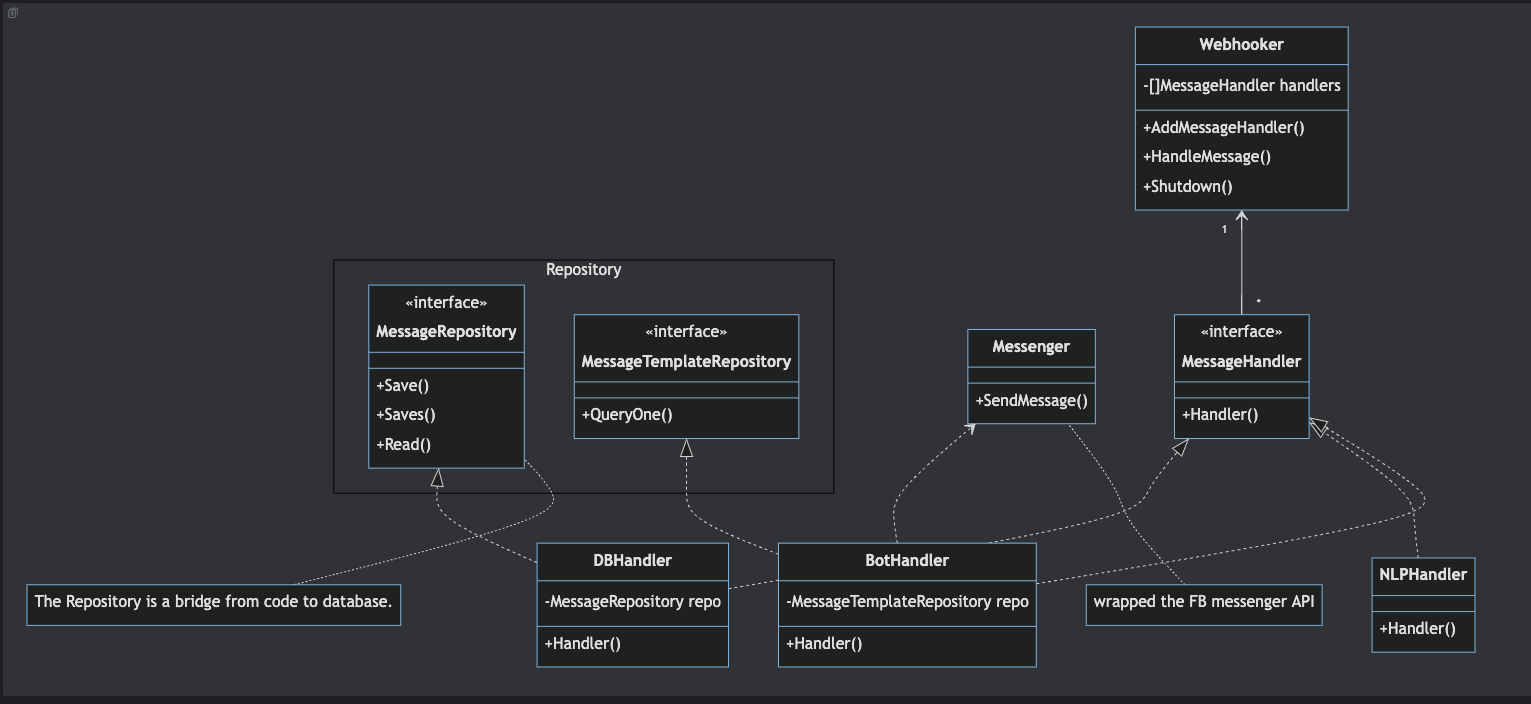 Webhooker
-[]MessageHandler handlers
+AddMessageHandler()
+HandleMessage()
+Shutdown()
1
*
Repository
«interface»
MessageRepository
+Save()
+Saves()
+Read()
«interface»
MessageTemplateRepository
+QueryOne()
Messenger
+SendMessage()
«interface»
MessageHandler
+Handler()
The Repository is a bridge from code to database.
DBHandler
-MessageRepository repo
+Handler()
BotHandler
-MessageTemplateRepository repo
+Handler()
wrapped the FB messenger API
NLPHandler
+Handler()